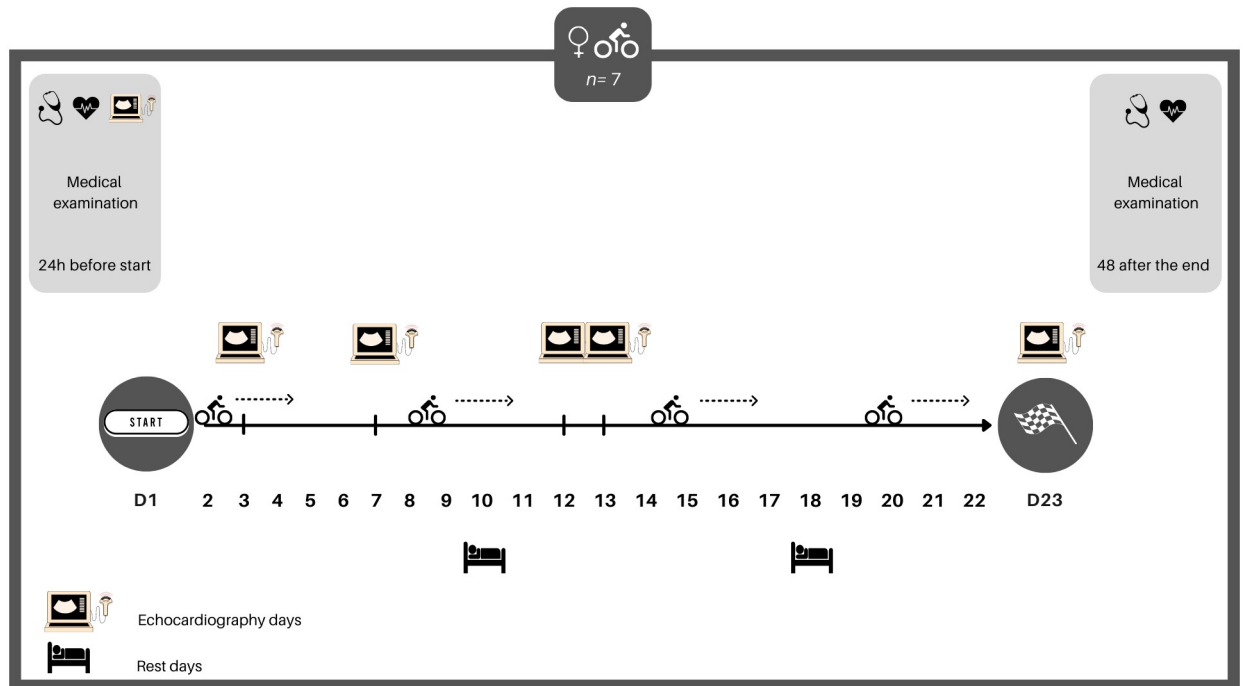 n= 7
Medical
examination
24h before start
Medical
examination
48 after the end
START
D1 2 3 4 5 6 7 8 9 10 11 12 13 14 15 16 17 18 19 20 21 22 D23
Echocardiography days
Rest days